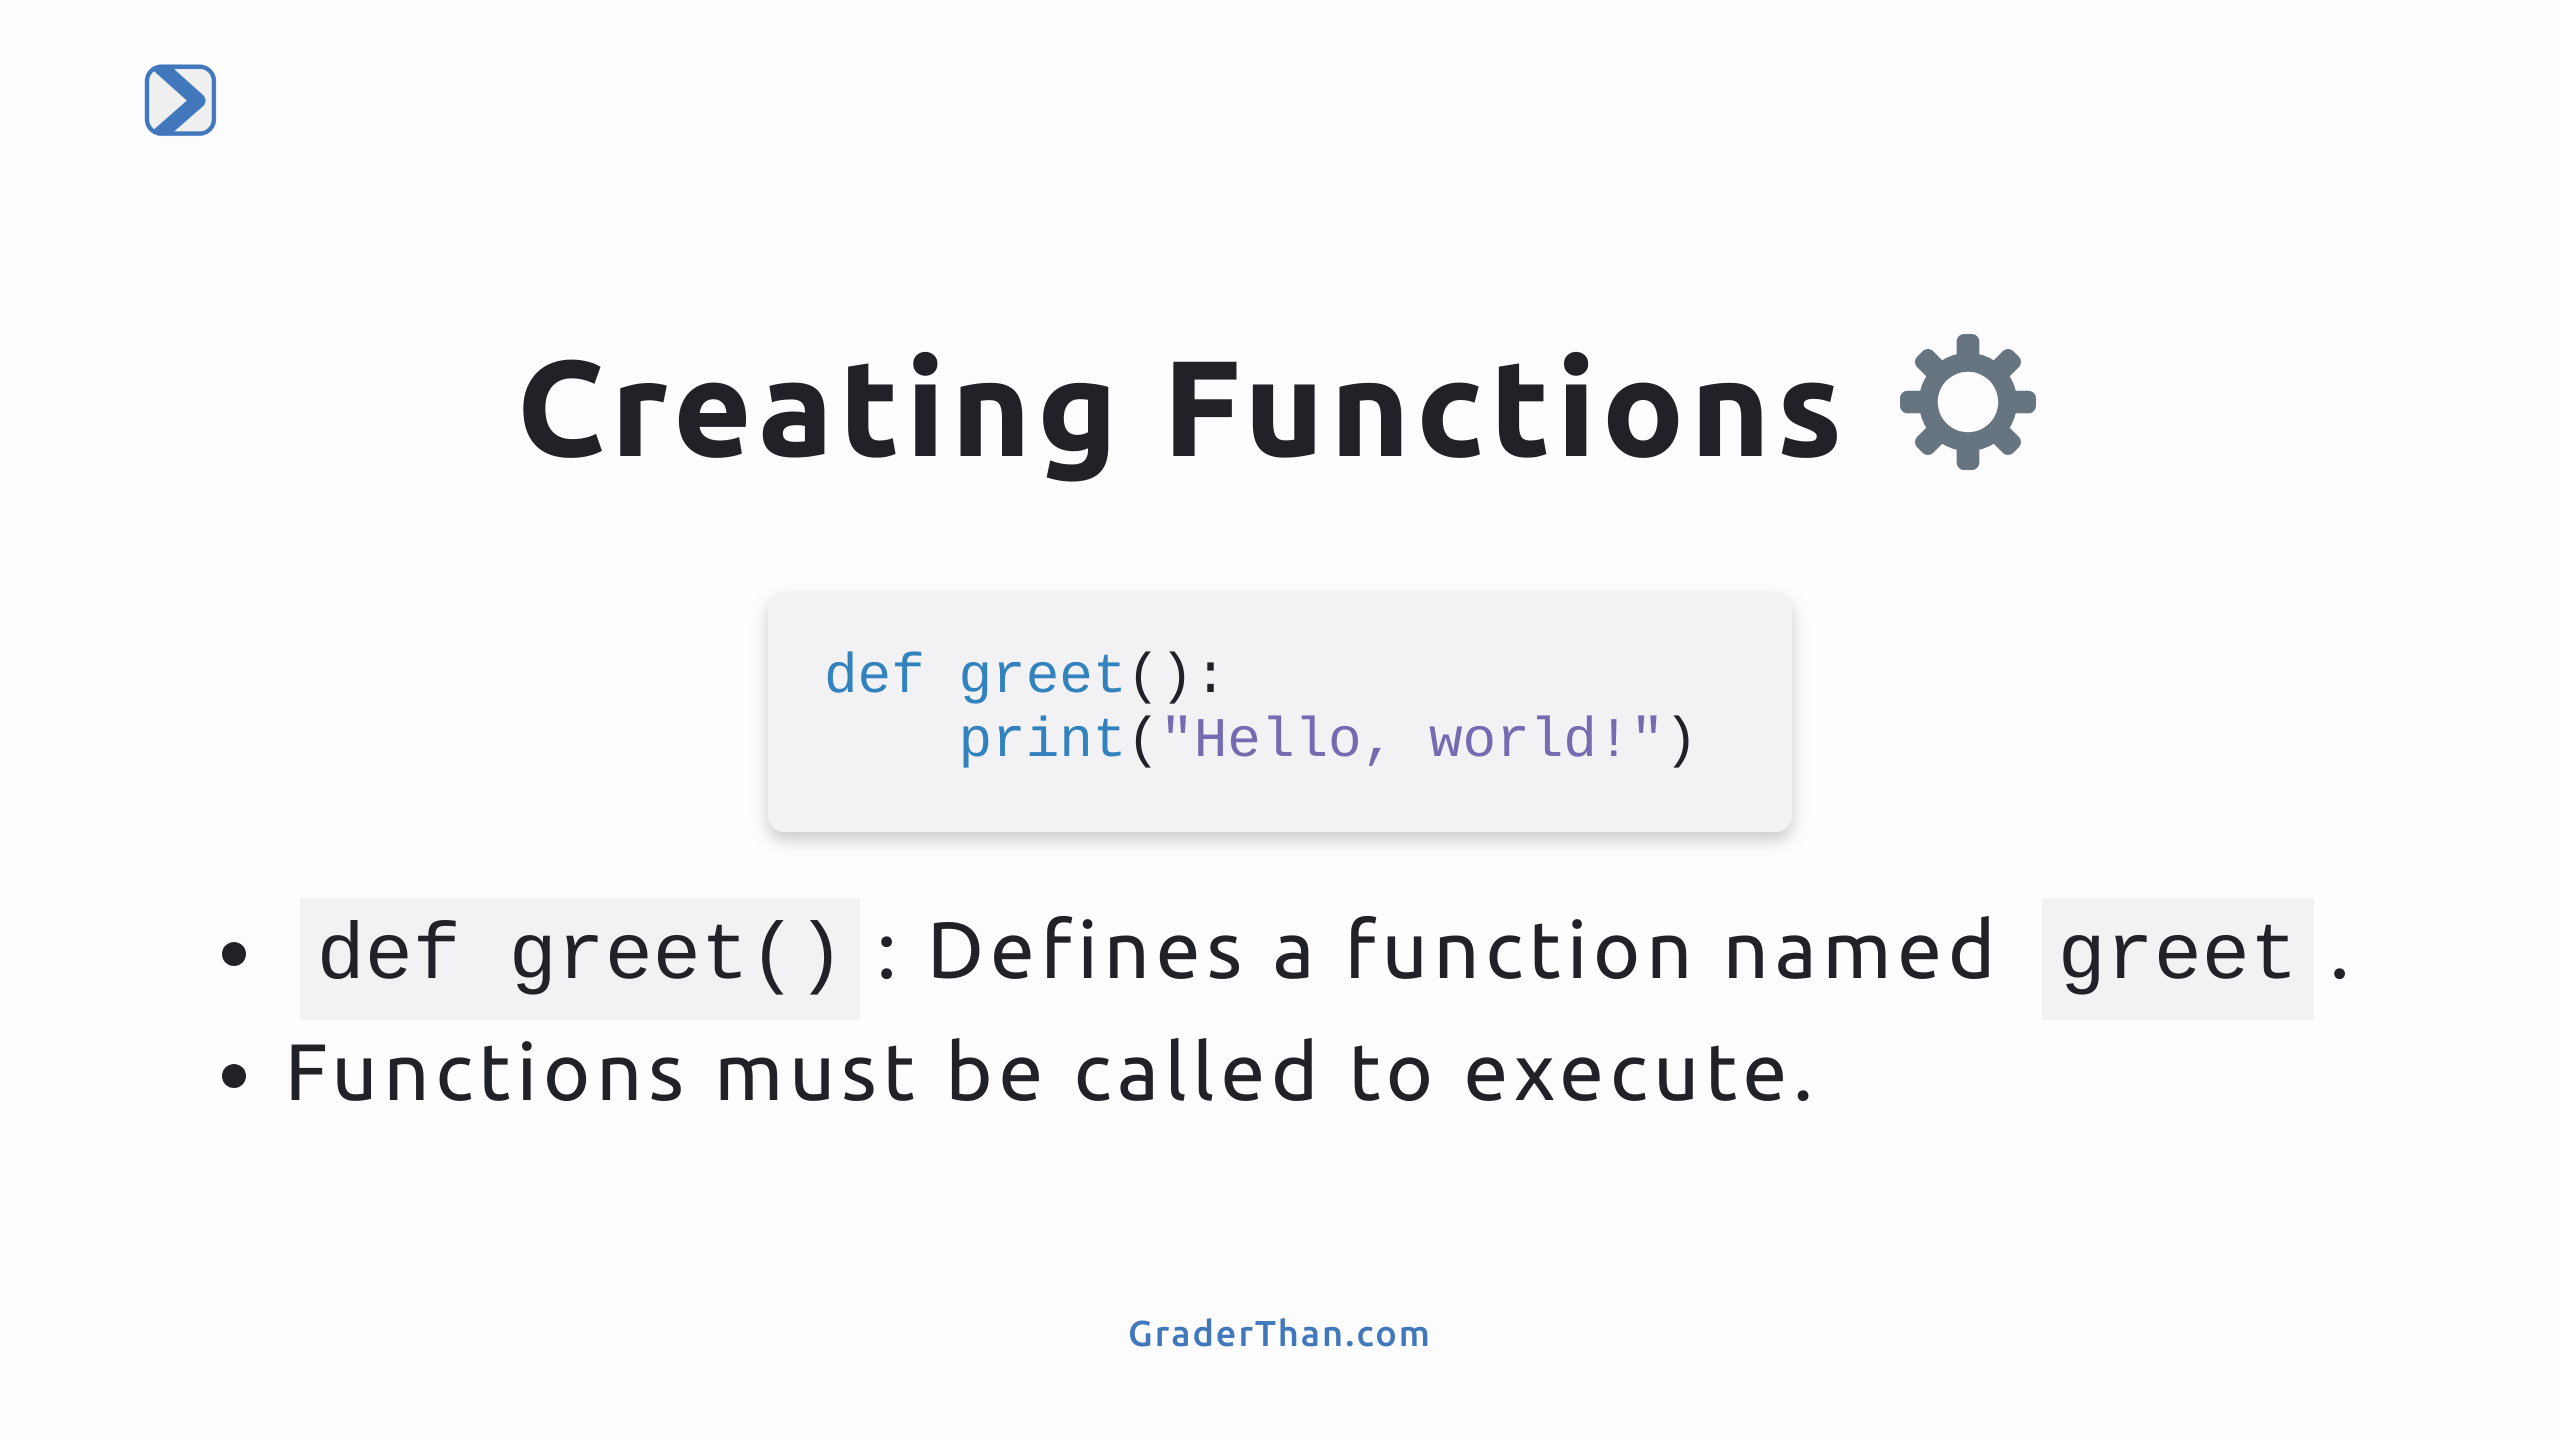 Creating Functions
def greet():
    print("Hello, world!")
• def greet() : Defines a function named greet .
• Functions must be called to execute.
GraderThan.com